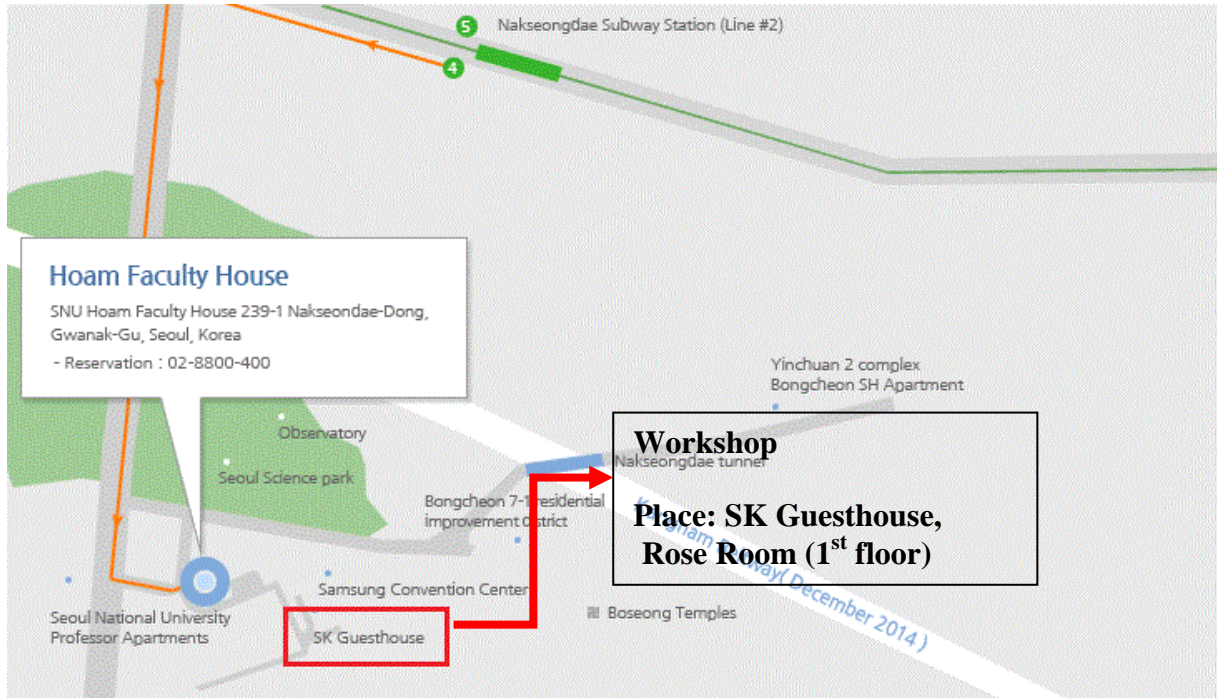 5
Nakseongdae Subway Station (Line #2)
4
Hoam Faculty House
SNU Hoam Faculty House 239-1 Nakseondae-Dong,
Gwanak-Gu, Seoul, Korea
- Reservation : 02-8800-400
Yinchuan 2 complex
Bongcheon SH Apartment
Observatory
Seoul Science park
Workshop
Nakseongdae tunnel
Place: SK Guesthouse,
Rose Room (1st floor)
Bongcheon 7-1 residential
Improvement District
( December 2014 )
Samsung Convention Center
Seoul National University
Professor Apartments
SK Guesthouse
Boseong Temples